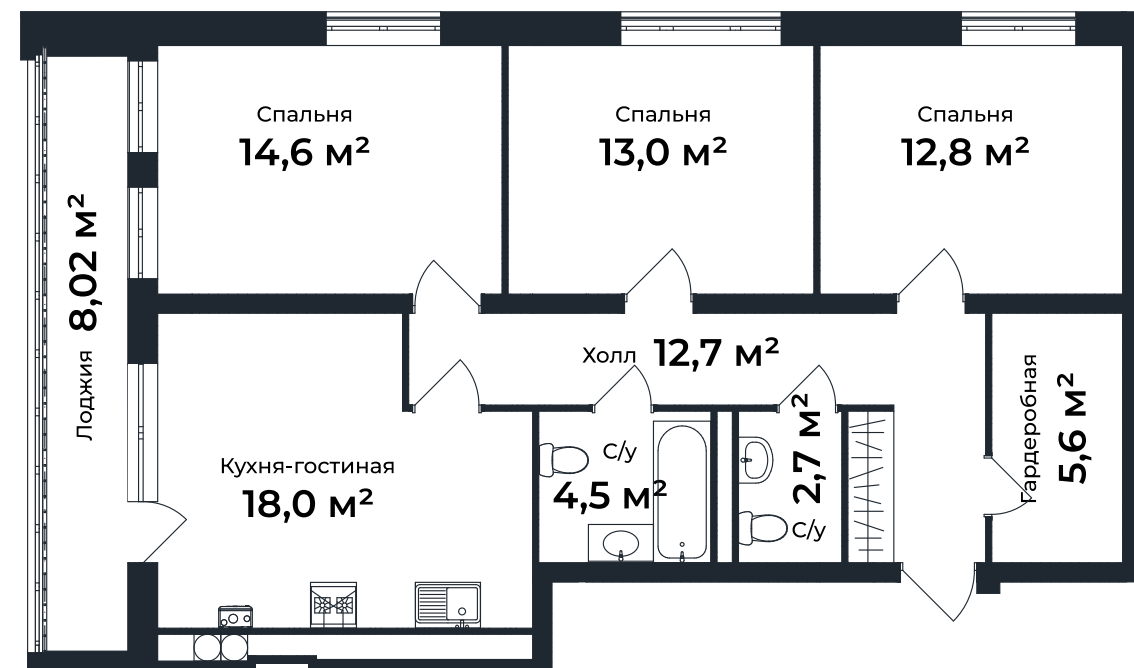 Спальня
14,6 м²
Спальня
13,0 м²
Спальня
12,8 м²
Лоджия 8,02 м²
Холл 12,7 м²
Гардеробная
5,6 м²
Кухня-гостиная
18,0 м²
С/у
4,5 м²
2,7 м²
С/у